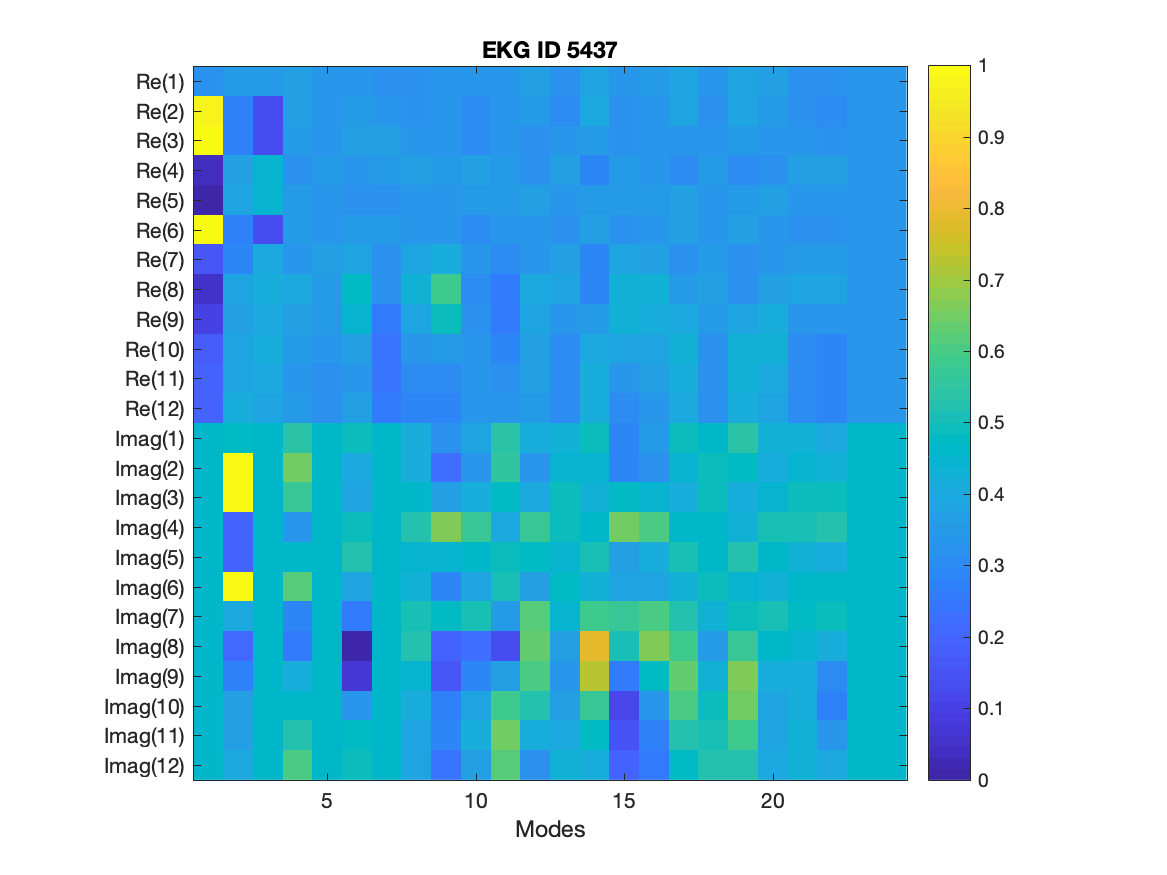 EKG ID 5437
Re(1)
Re(2)
Re(3)
Re(4)
Re(5)
Re(6)
Re(7)
Re(8)
Re(9)
Re(10)
Re(11)
Re(12)
Imag(1)
Imag(2)
Imag(3)
Imag(4)
Imag(5)
Imag(6)
Imag(7)
Imag(8)
Imag(9)
Imag(10)
Imag(11)
Imag(12)
5 10 15 20
Modes
1
0.9
0.8
0.7
0.6
0.5
0.4
0.3
0.2
0.1
0